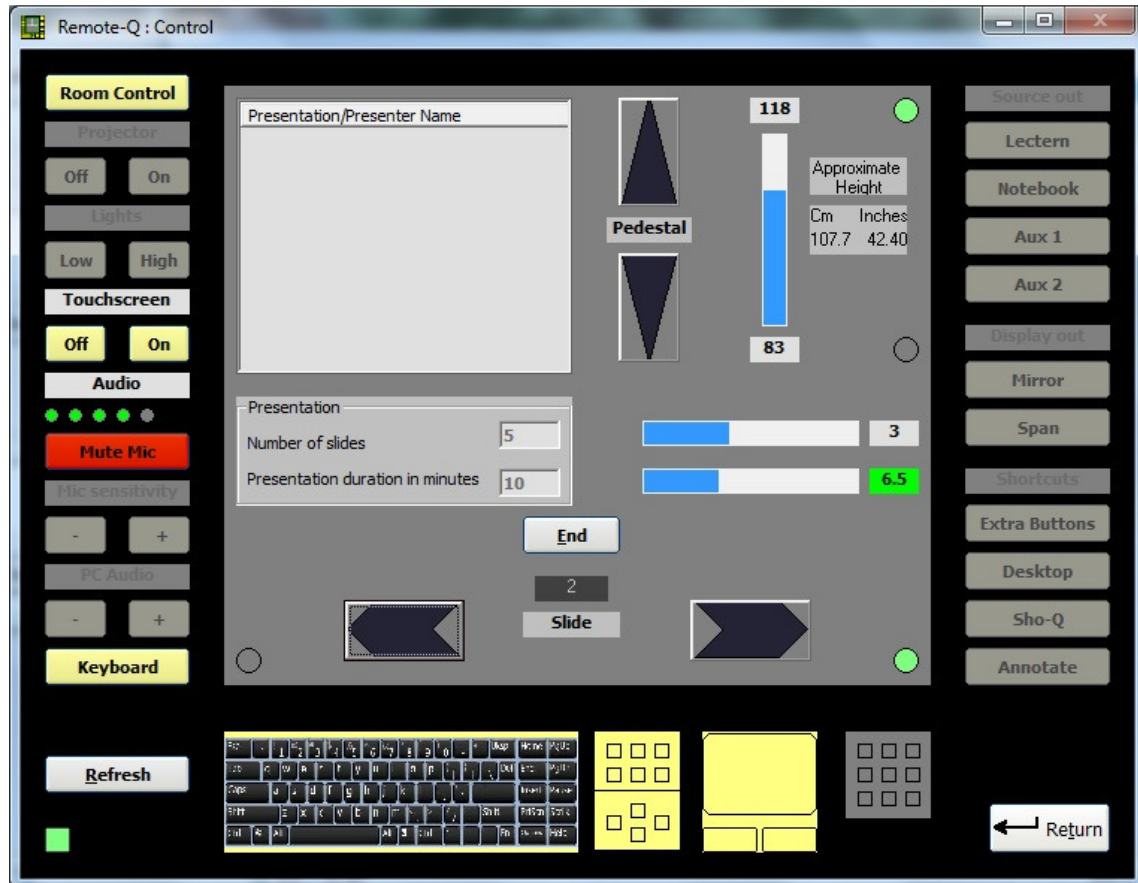 Remote-Q : Control
Room Control
Projector
Off On
Lights
Low High
Touchscreen
Off On
Audio
Mute Mic
Mic sensitivity
- +
PC Audio
- +
Keyboard
Refresh
Presentation/Presenter Name
Pedestal
118
83
Approximate
Height
Cm Inches
107.7 42.40
Presentation
Number of slides 5
Presentation duration in minutes 10
3
6.5
End
2
Slide
Source out
Lectern
Notebook
Aux 1
Aux 2
Display out
Mirror
Span
Shortcuts
Extra Buttons
Desktop
Sho-Q
Annotate
Return